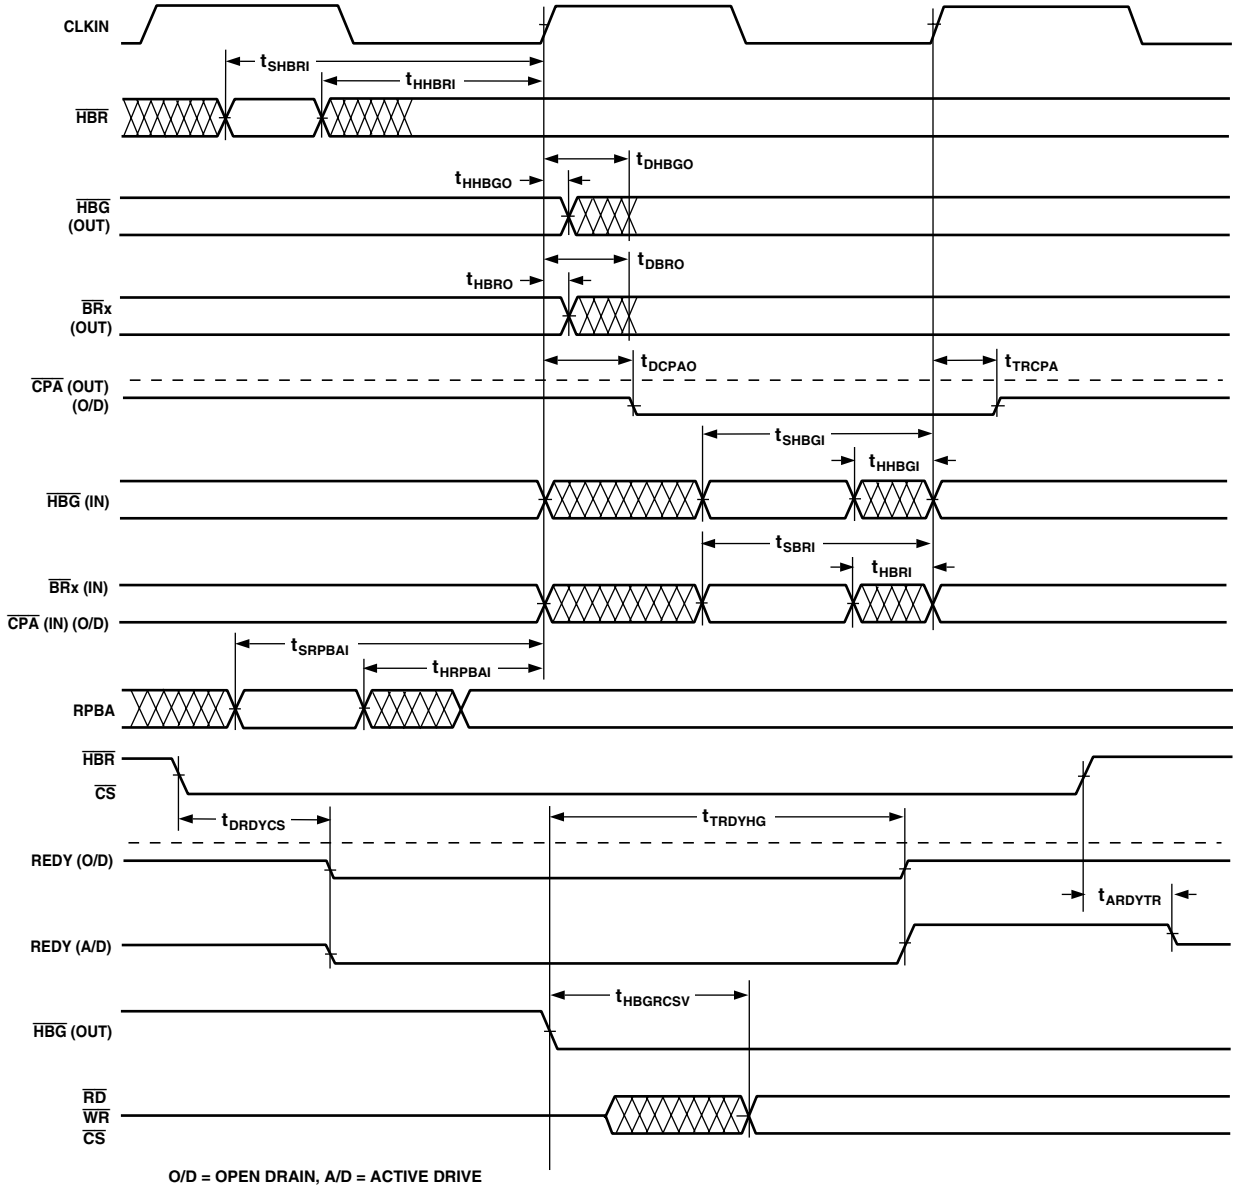 CLKIN
tSHBRI
tHHBRI
HBR
tDHBGO
tHHBGO
HBG
(OUT)
tDBRO
tHBRO
BRx
(OUT)
tDCPAO
tTRCPA
CPA (OUT)
(O/D)
tSHBGI
tHHBGI
HBG (IN)
tSBRI
tHBRI
BRx (IN)
CPA (IN) (O/D)
tSRPBAI
tHRPBAI
RPBA
HBR
CS
tDRDYCS
tTRDYHG
REDY (O/D)
tARDYTR
REDY (A/D)
tHBGRCSV
HBG (OUT)
RD
WR
CS
O/D = OPEN DRAIN, A/D = ACTIVE DRIVE